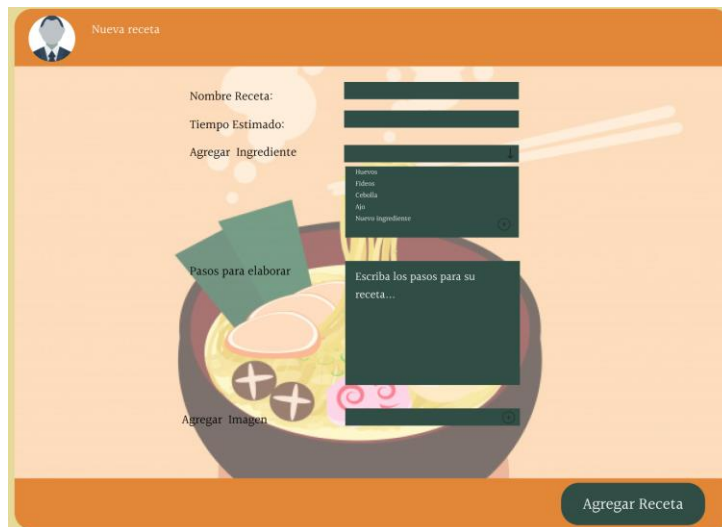 Nueva receta
Nombre Receta:
Tiempo Estimado:
Agregar Ingrediente
Huevos
Fideos
Cebolla
Ajo
Nuevo ingrediente
Pasos para elaborar
Escriba los pasos para su
receta...
Agregar Imagen
Agregar Receta